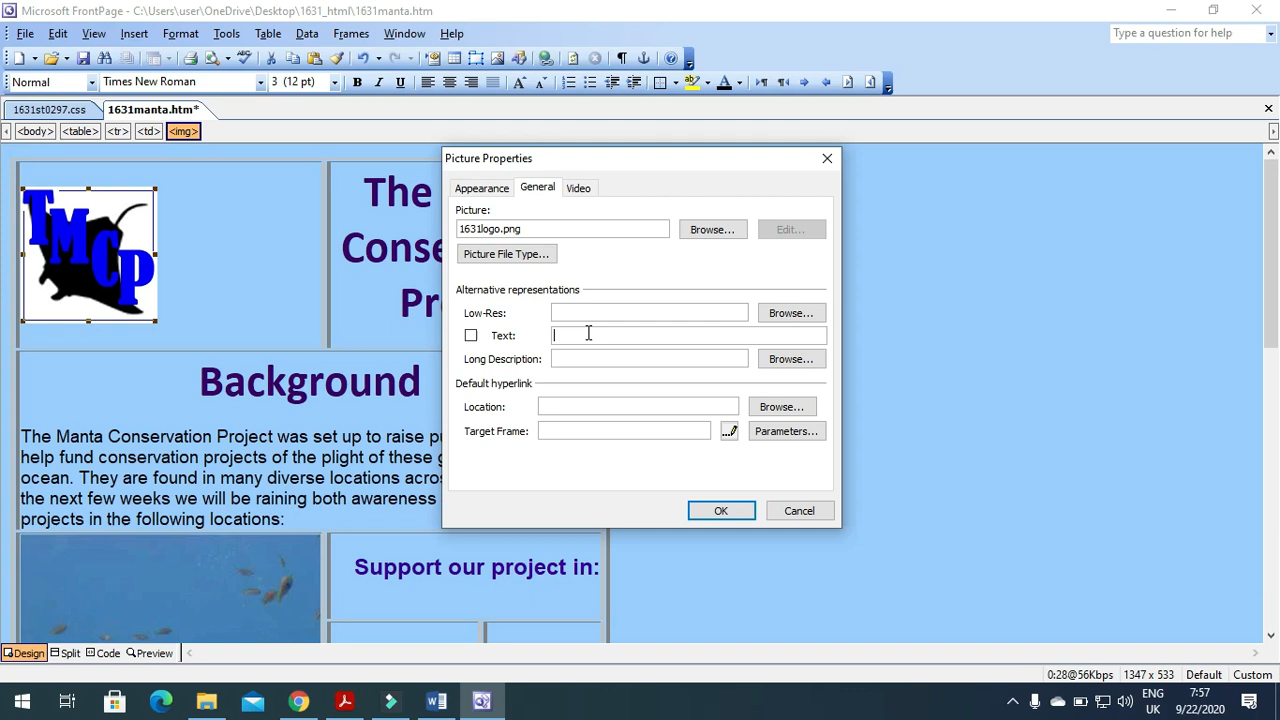 Microsoft FrontPage - C:\Users\user\OneDrive\Desktop\1631_html\1631manta.htm
File Edit View Insert Format Tools Table Data Frames Window Help
Type a question for help
Normal Times New Roman 3 (12 pt) B I U A A A
1631st0297.css 1631manta.htm*
<body> <table> <tr> <td> <img>
TMCP
The
Conse
Pr
Background
The Manta Conservation Project was set up to raise pu
help fund conservation projects of the plight of these g
ocean. They are found in many diverse locations acros
the next few weeks we will be raining both awareness
projects in the following locations:
Support our project in:
Picture Properties
Appearance General Video
Picture:
1631logo.png Browse... Edit...
Picture File Type...
Alternative representations
Low-Res: Browse...
Text:
Long Description: Browse...
Default hyperlink
Location: Browse...
Target Frame: Parameters...
OK Cancel
Design Split Code Preview
0:28@56Kbps 1347 x 533 Default Custom
ENG
UK
7:57
9/22/2020